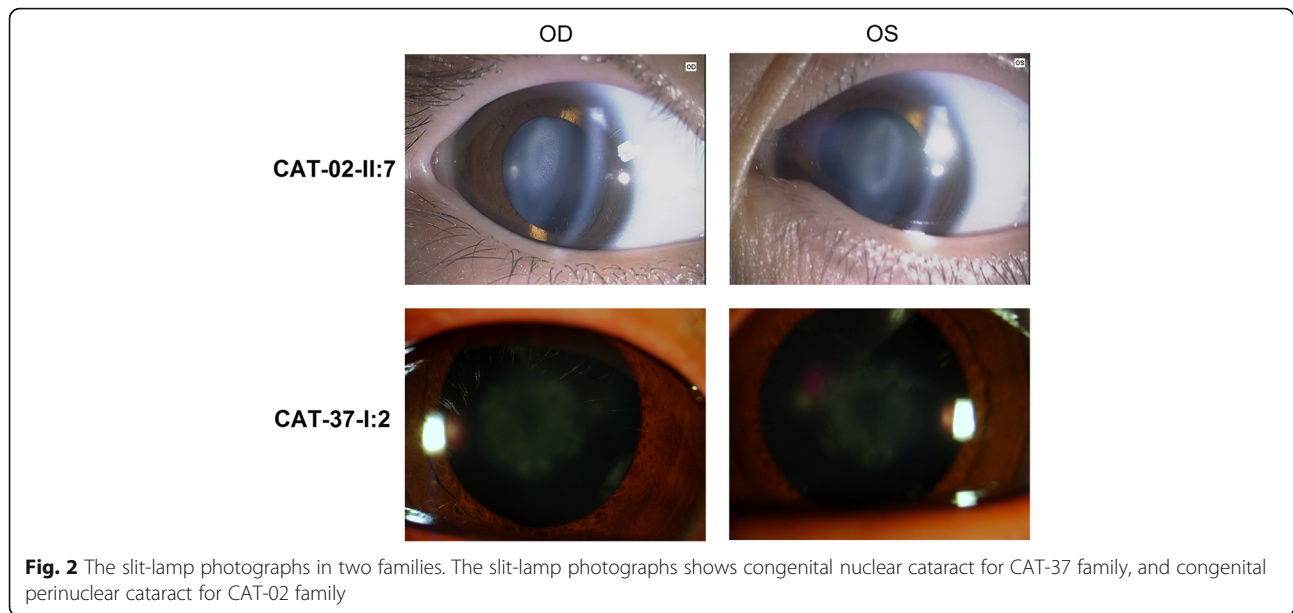 OD OS
OD
OS
CAT-02-II:7
CAT-37-I:2
Fig. 2 The slit-lamp photographs in two families. The slit-lamp photographs shows congenital nuclear cataract for CAT-37 family, and congenital
perinuclear cataract for CAT-02 family